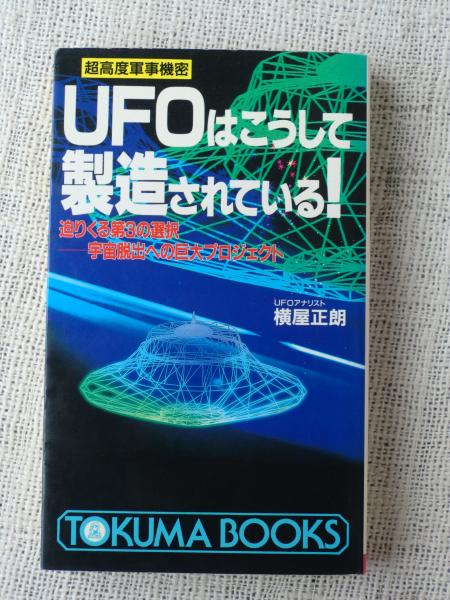 超高度軍事機密
UFOはこうして
製造されている!
迫りくる第3の選択
──宇宙脱出への巨大プロジェクト
UFOアナリスト
横屋正朗
TOKUMA BOOKS